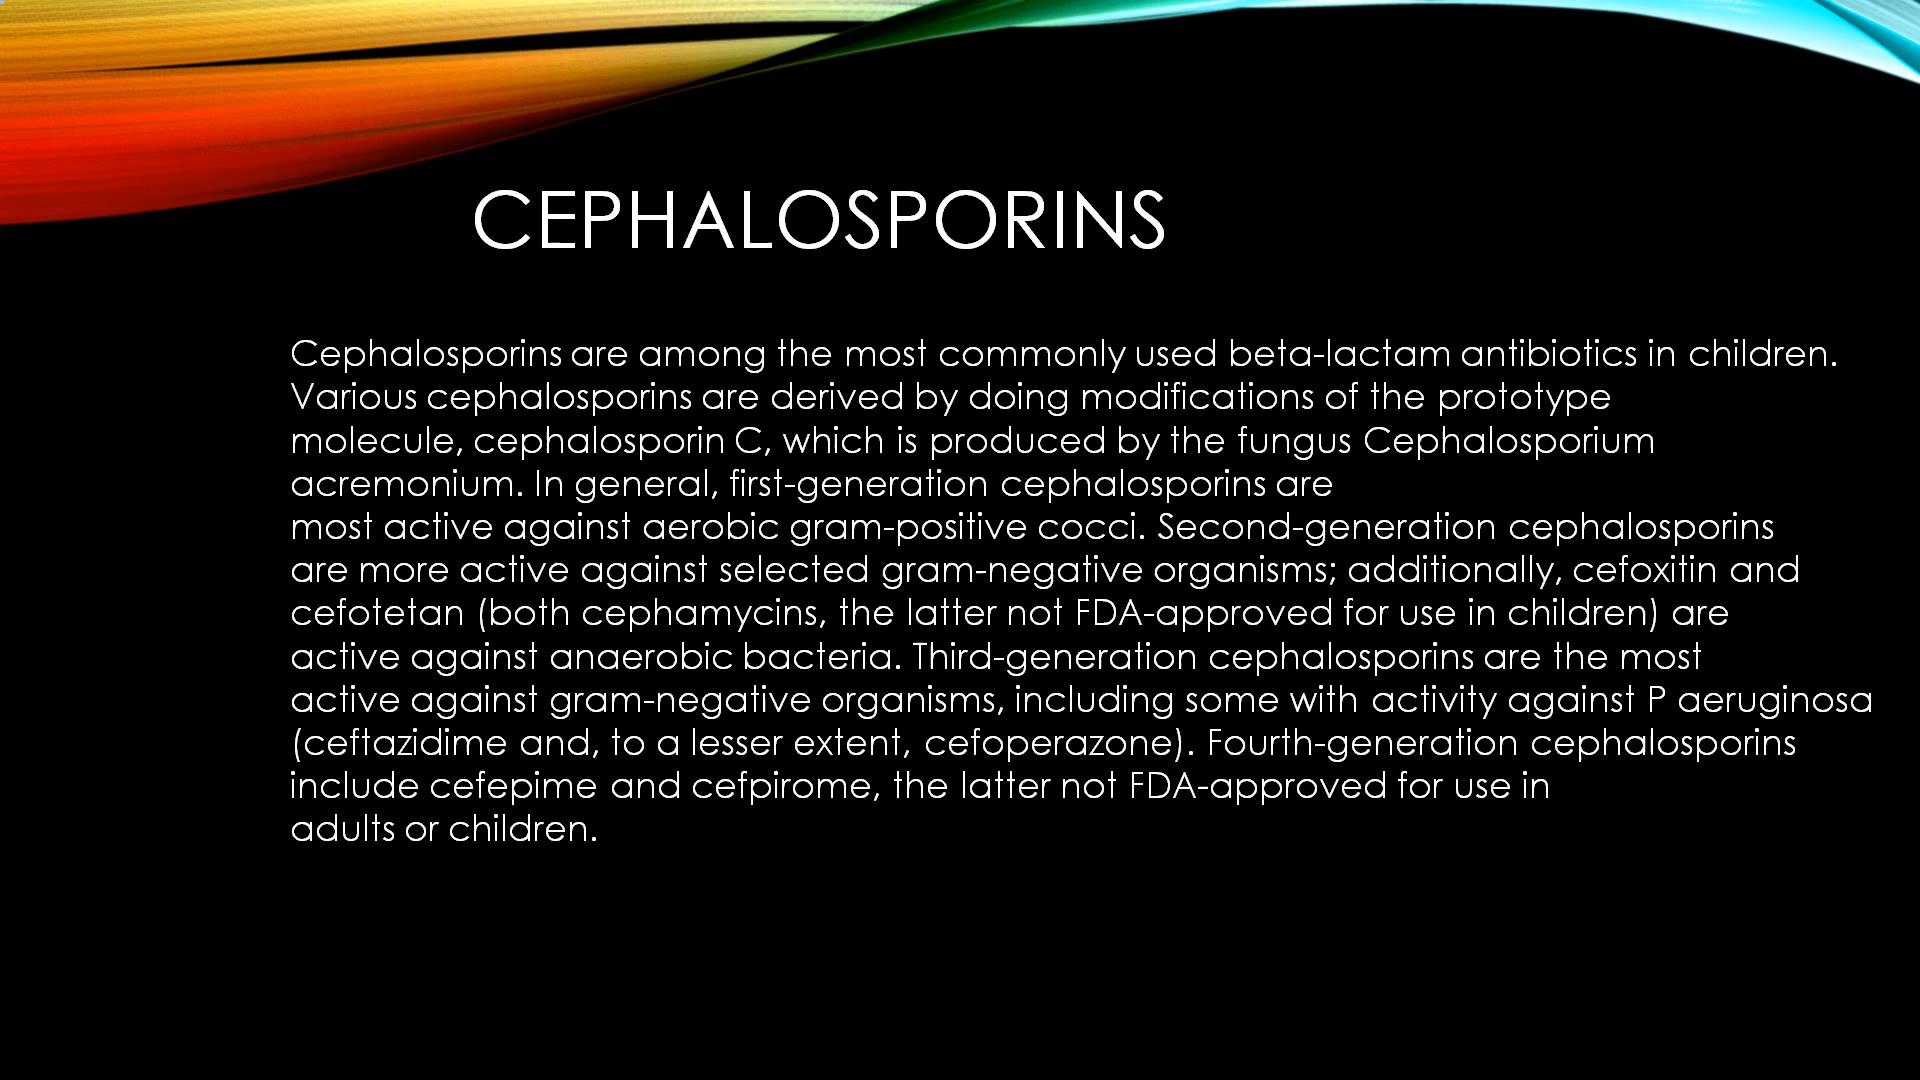 CEPHALOSPORINS
Cephalosporins are among the most commonly used beta-lactam antibiotics in children.
Various cephalosporins are derived by doing modifications of the prototype
molecule, cephalosporin C, which is produced by the fungus Cephalosporium
acremonium. In general, first-generation cephalosporins are
most active against aerobic gram-positive cocci. Second-generation cephalosporins
are more active against selected gram-negative organisms; additionally, cefoxitin and
cefotetan (both cephamycins, the latter not FDA-approved for use in children) are
active against anaerobic bacteria. Third-generation cephalosporins are the most
active against gram-negative organisms, including some with activity against P aeruginosa
(ceftazidime and, to a lesser extent, cefoperazone). Fourth-generation cephalosporins
include cefepime and cefpirome, the latter not FDA-approved for use in
adults or children.